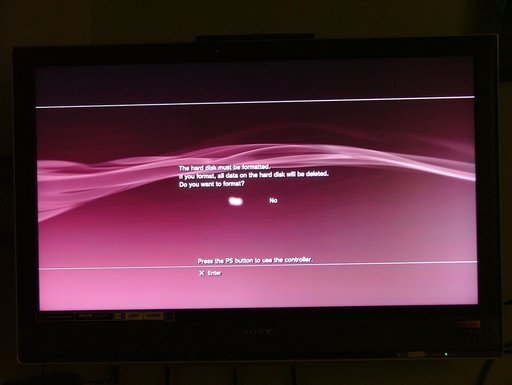 The hard disk must be formatted.
If you format, all data on the hard disk will be deleted.
Do you want to format?
No
Press the PS button to use the controller.
X Enter
SONY